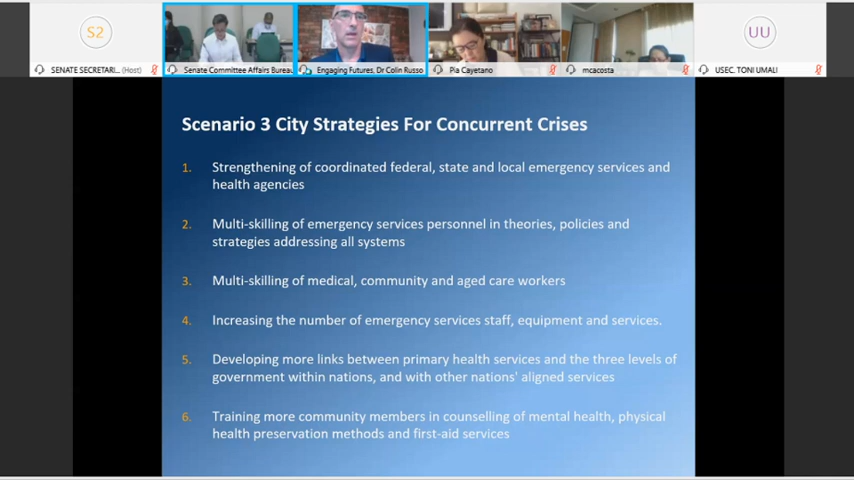 S2
UU
SENATE SECRETARI... (Host)
Senate Committee Affairs Bureau
Engaging Futures, Dr Colin Russo
Pia Cayetano
mcacosta
USEC. TONI UMALI
Scenario 3 City Strategies For Concurrent Crises
1. Strengthening of coordinated federal, state and local emergency services and
health agencies
2. Multi-skilling of emergency services personnel in theories, policies and
strategies addressing all systems
3. Multi-skilling of medical, community and aged care workers
4. Increasing the number of emergency services staff, equipment and services.
5. Developing more links between primary health services and the three levels of
government within nations, and with other nations' aligned services
6. Training more community members in counselling of mental health, physical
health preservation methods and first-aid services